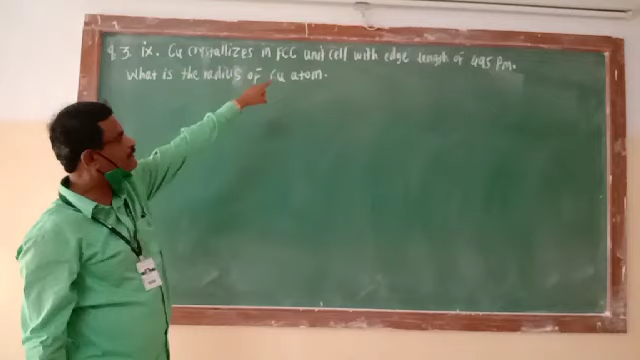 Q 3. ix. Cu crystallizes in FCC unit cell with edge length of 495 Pm.
What is the radius of Cu atom.